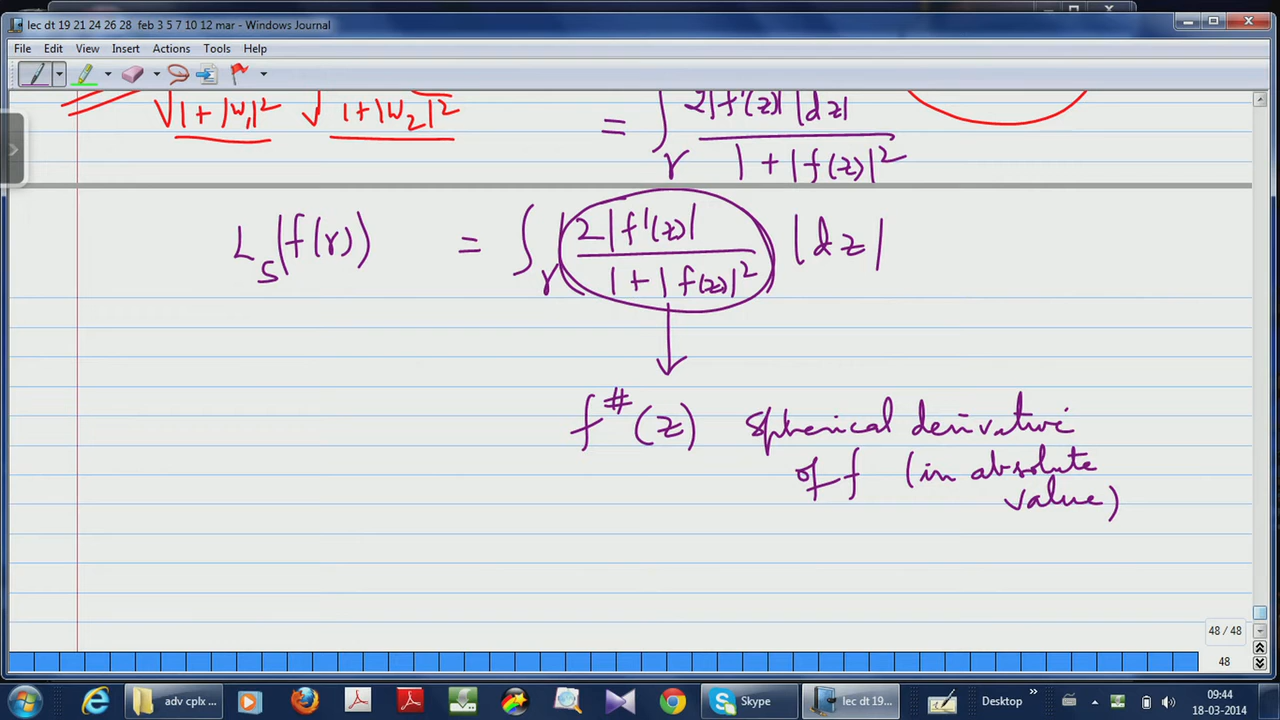 lec dt 19 21 24 26 28 feb 3 5 7 10 12 mar - Windows Journal
File Edit View Insert Actions Tools Help
√1+|w₁|² √1+|w₂|² = ∫_γ 2|f'(z)| |dz| / 1+|f(z)|²
L_S(f(γ)) = ∫_γ 2|f'(z)| / 1+|f(z)|² |dz|
f^#(z) spherical derivative
of f (in absolute
value)
48 / 48
48
adv cplx ... Skype lec dt 19... Desktop » 09:44
18-03-2014